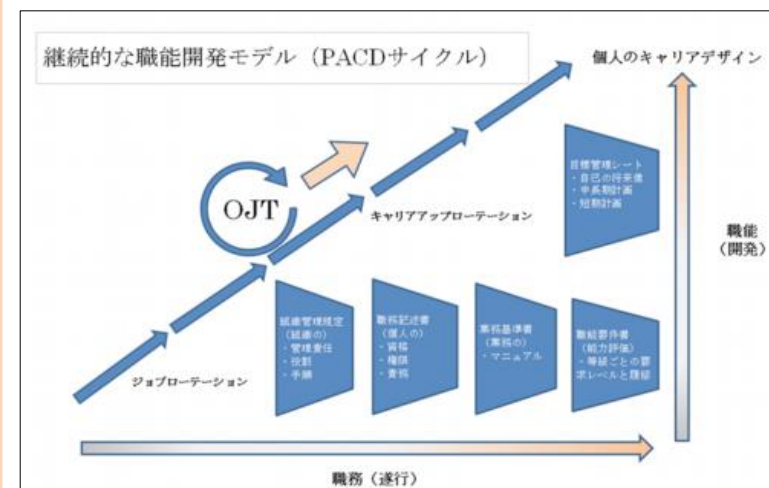 継続的な職能開発モデル（PACDサイクル）
個人のキャリアデザイン
OJT
キャリアアップローテーション
ジョブローテーション
目標管理シート
・自己の将来像
・中長期計画
・短期計画
職能
（開発）
組織管理規定
（組織の）
・管理責任
・役割
・手順
職務記述書
（個人の）
・資格
・権限
・責務
業務基準書
（業務の）
・マニュアル
職能要件書
（能力評価）
・等級ごとの要
求レベルと
職務（遂行）